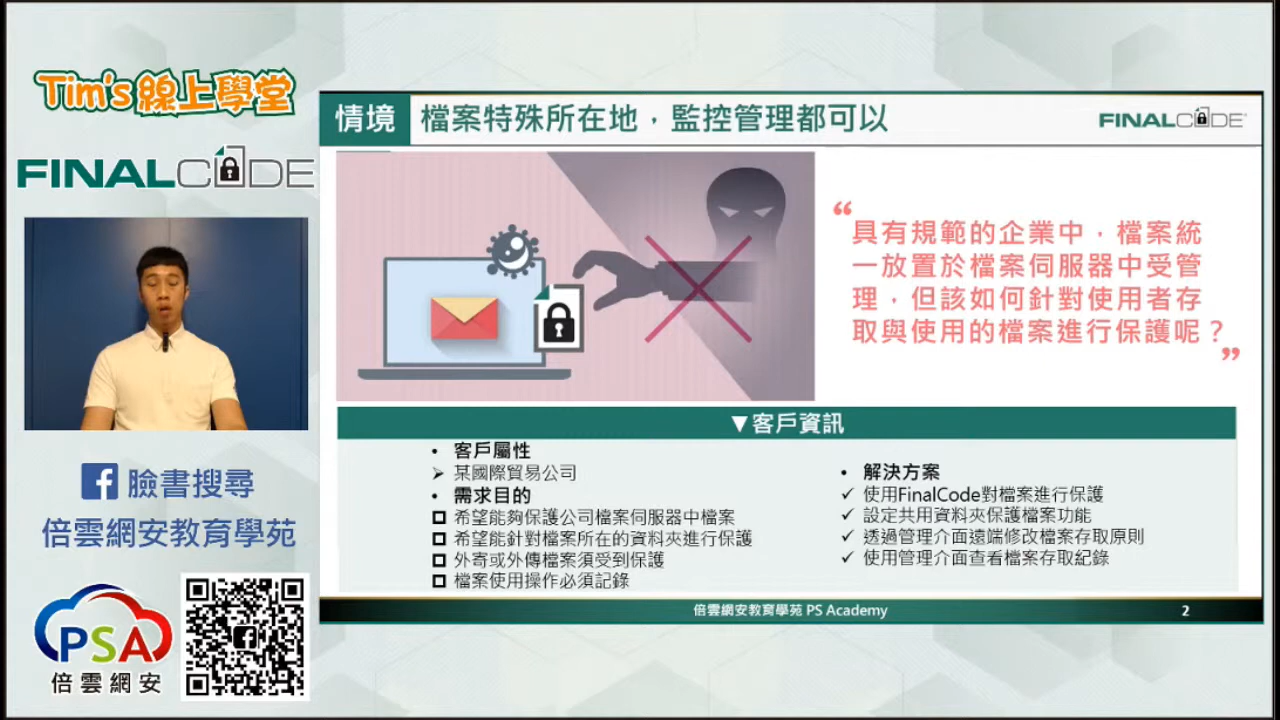 Tim's線上學堂
FINALCODE
臉書搜尋
倍雲網安教育學苑
PSA
倍雲網安
情境
檔案特殊所在地，監控管理都可以
FINALCODE
“
具有規範的企業中，檔案統
一放置於檔案伺服器中受管
理，但該如何針對使用者存
取與使用的檔案進行保護呢？
”
▼客戶資訊
• 客戶屬性
➢ 某國際貿易公司
• 需求目的
□ 希望能夠保護公司檔案伺服器中檔案
□ 希望能針對檔案所在的資料夾進行保護
□ 外寄或外傳檔案須受到保護
□ 檔案使用操作必須記錄
• 解決方案
✓ 使用FinalCode對檔案進行保護
✓ 設定共用資料夾保護檔案功能
✓ 透過管理介面遠端修改檔案存取原則
✓ 使用管理介面查看檔案存取紀錄
倍雲網安教育學苑 PS Academy
2